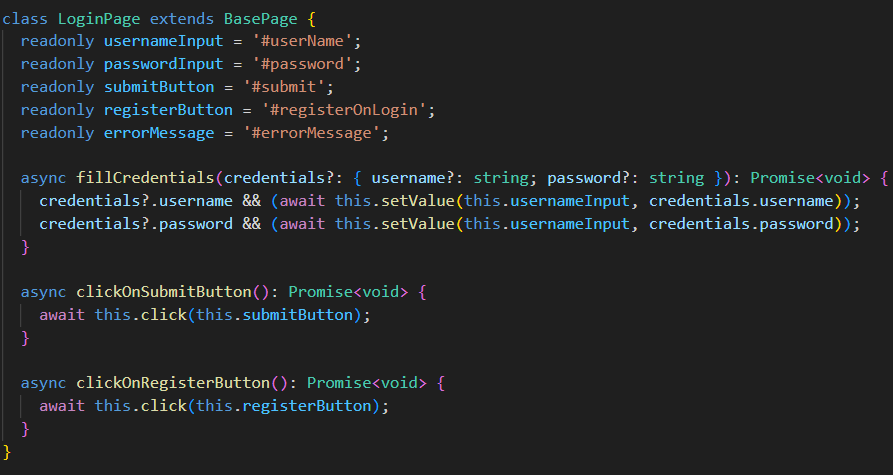 class LoginPage extends BasePage {
  readonly usernameInput = '#userName';
  readonly passwordInput = '#password';
  readonly submitButton = '#submit';
  readonly registerButton = '#registerOnLogin';
  readonly errorMessage = '#errorMessage';

  async fillCredentials(credentials?: { username?: string; password?: string }): Promise<void> {
    credentials?.username && (await this.setValue(this.usernameInput, credentials.username));
    credentials?.password && (await this.setValue(this.usernameInput, credentials.password));
  }

  async clickOnSubmitButton(): Promise<void> {
    await this.click(this.submitButton);
  }

  async clickOnRegisterButton(): Promise<void> {
    await this.click(this.registerButton);
  }
}